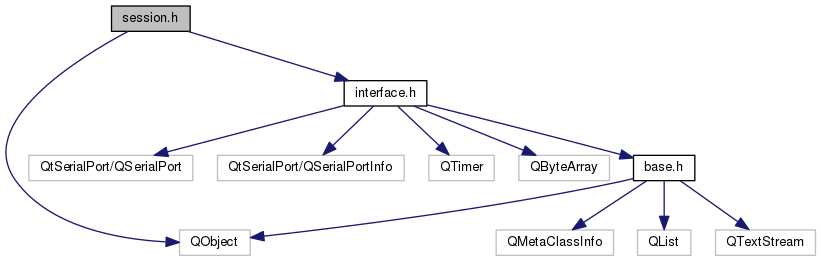 session.h
interface.h
QtSerialPort/QSerialPort
QtSerialPort/QSerialPortInfo
QTimer
QByteArray
base.h
QObject
QMetaClassInfo
QList
QTextStream